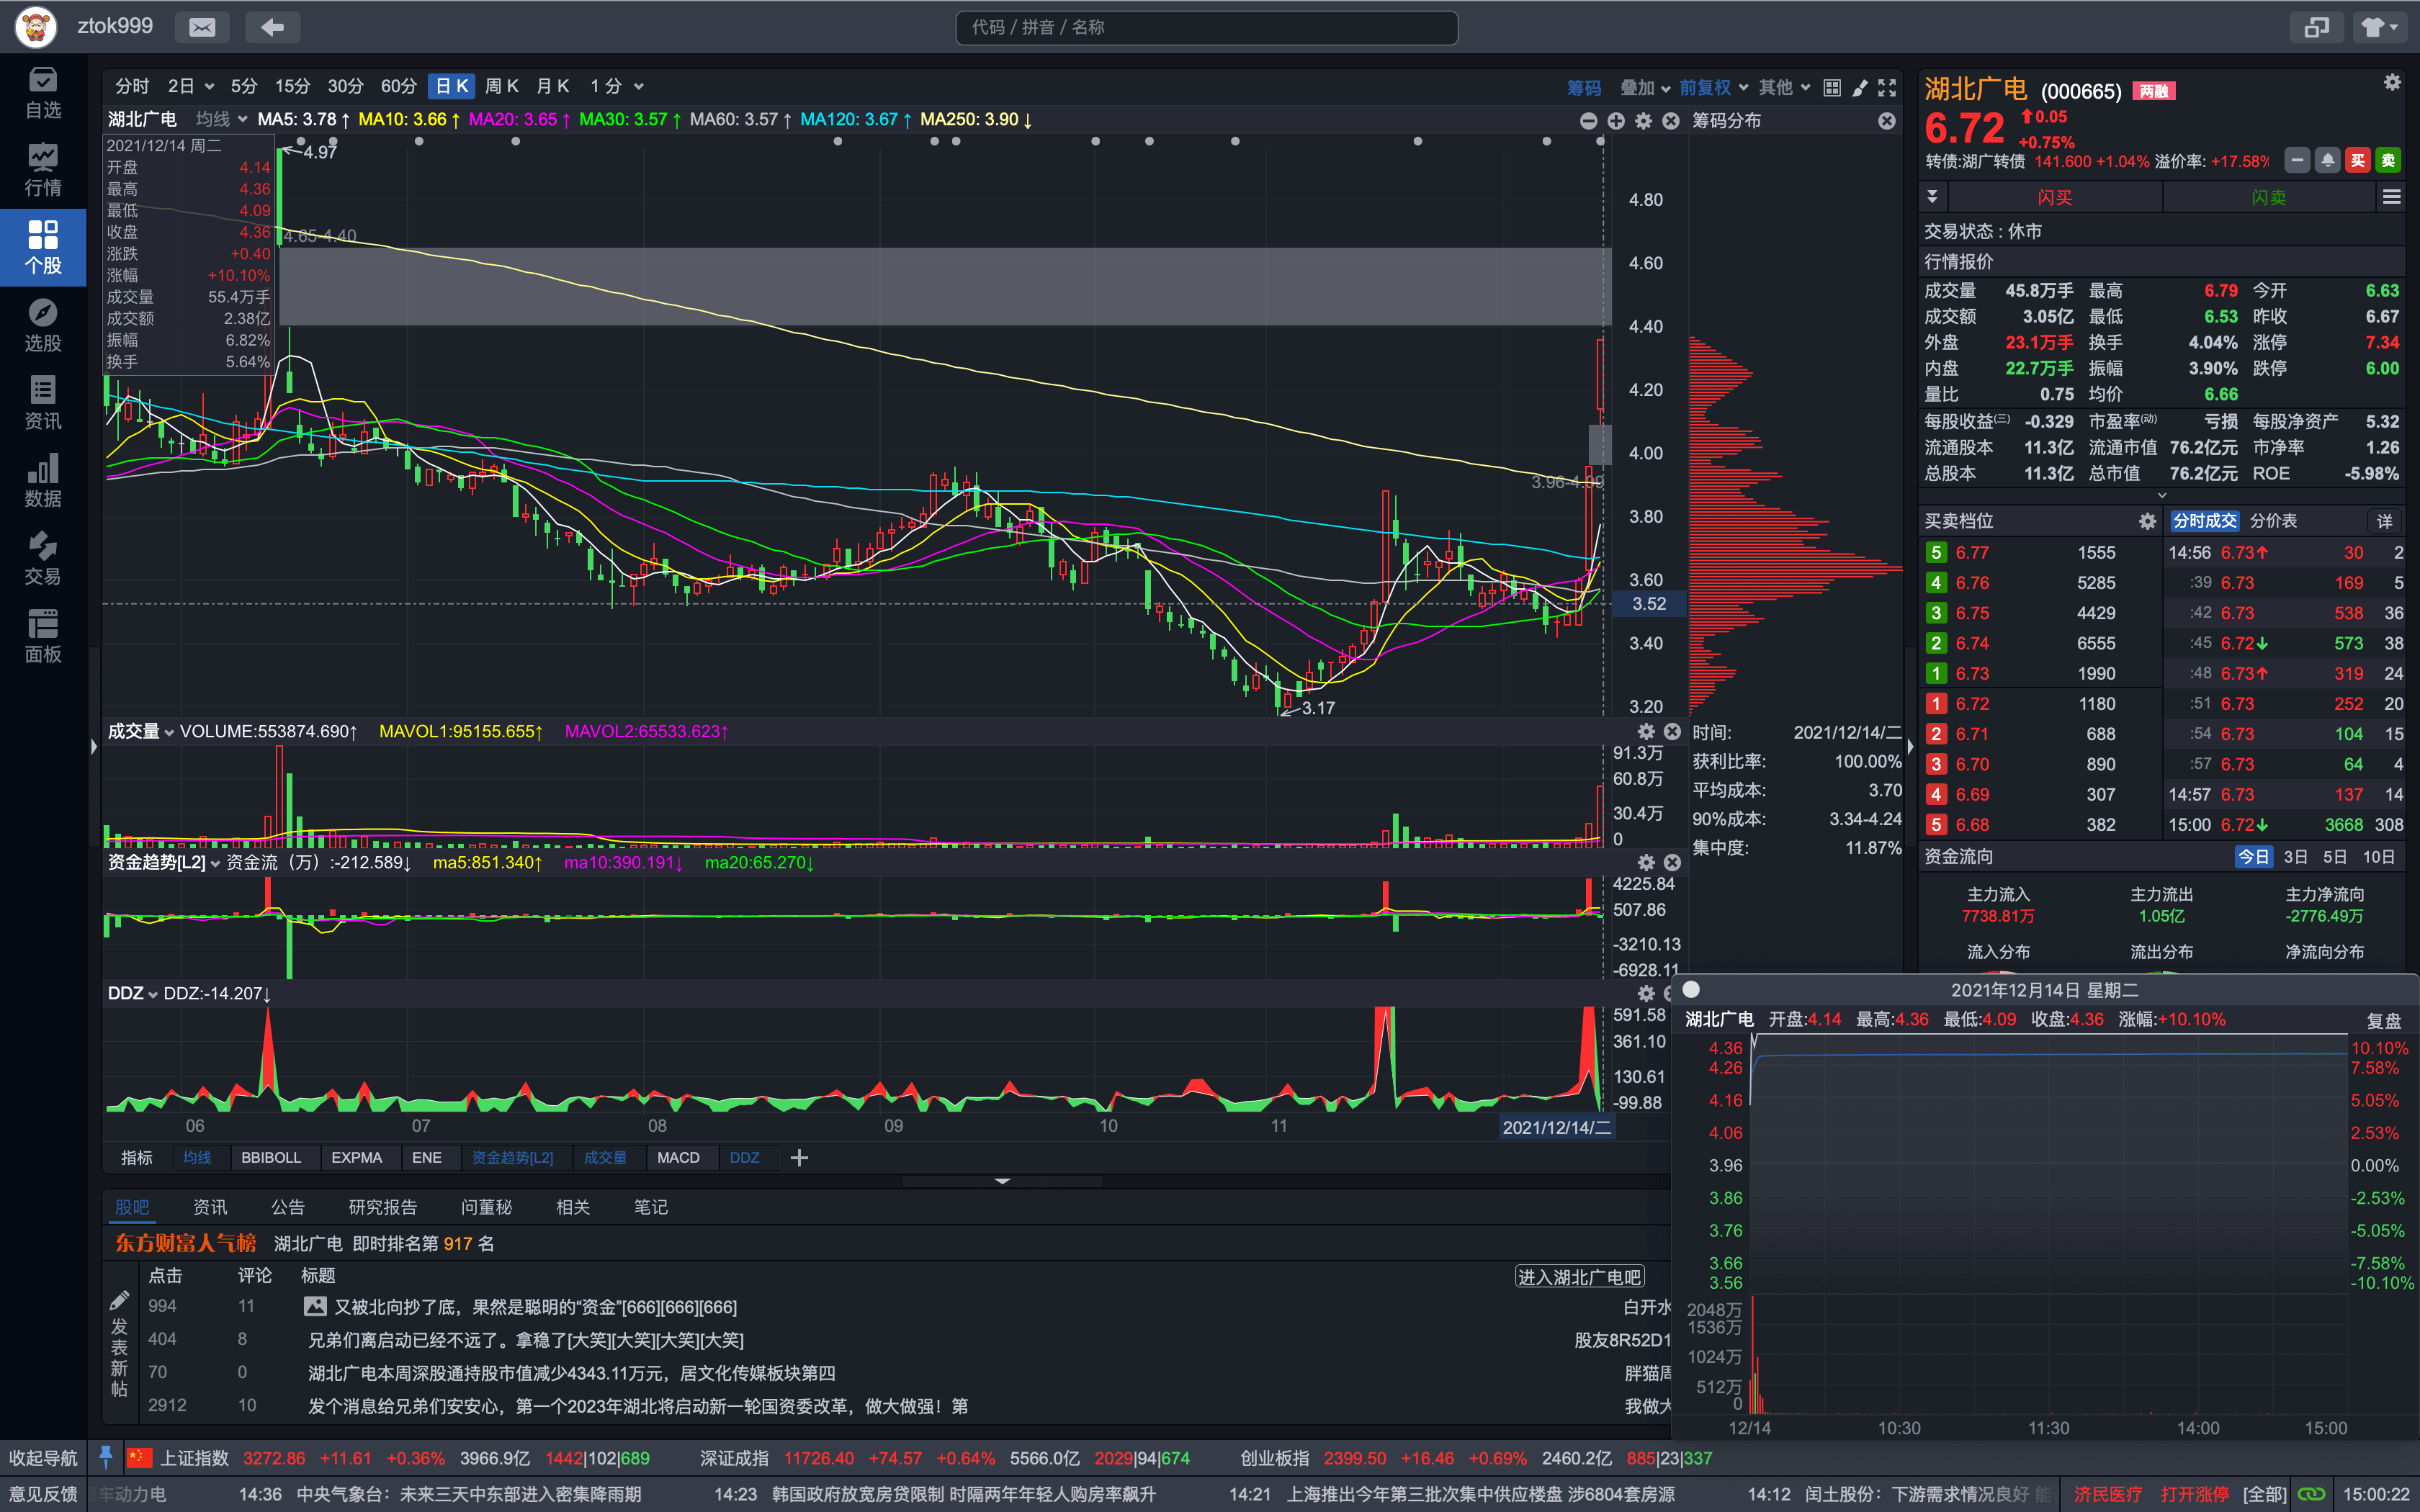 ztok999
代码 / 拼音 / 名称
自选
行情
个股
选股
资讯
数据
交易
面板
分时 2日 5分 15分 30分 60分 日K 周K 月K 1分
筹码 叠加 前复权 其他
湖北广电 均线 MA5: 3.78↑ MA10: 3.66↑ MA20: 3.65↑ MA30: 3.57↑ MA60: 3.57↑ MA120: 3.67↑ MA250: 3.90↓
筹码分布
2021/12/14 周二
开盘 4.14
最高 4.36
最低 4.09
收盘 4.36
涨跌 +0.40
涨幅 +10.10%
成交量 55.4万手
成交额 2.38亿
振幅 6.82%
换手 5.64%
4.97
4.65-4.40
3.96-4.09
3.17
4.80
4.60
4.40
4.20
4.00
3.80
3.60
3.52
3.40
3.20
成交量 VOLUME:553874.690↑ MAVOL1:95155.655↑ MAVOL2:65533.623↑
91.3万
60.8万
30.4万
0
资金趋势[L2] 资金流（万）:-212.589↓ ma5:851.340↑ ma10:390.191↓ ma20:65.270↓
4225.84
507.86
-3210.13
-6928.11
DDZ DDZ:-14.207↓
591.58
361.10
130.61
-99.88
06 07 08 09 10 11 2021/12/14/二
时间: 2021/12/14/二
获利比率: 100.00%
平均成本: 3.70
90%成本: 3.34-4.24
集中度: 11.87%
指标 均线 BBIBOLL EXPMA ENE 资金趋势[L2] 成交量 MACD DDZ
股吧 资讯 公告 研究报告 问董秘 相关 笔记
东方财富人气榜 湖北广电 即时排名第 917 名
点击 评论 标题 进入湖北广电吧
发表新帖
994 11 又被北向抄了底，果然是聪明的“资金”[666][666][666] 白开水
404 8 兄弟们离启动已经不远了。拿稳了[大笑][大笑][大笑][大笑] 股友8R52D1
70 0 湖北广电本周深股通持股市值减少4343.11万元，居文化传媒板块第四 胖猫周
2912 10 发个消息给兄弟们安安心，第一个2023年湖北将启动新一轮国资委改革，做大做强！第 我做大
湖北广电 (000665) 两融
6.72 0.05
+0.75%
转债:湖广转债 141.600 +1.04% 溢价率: +17.58% 买 卖
闪买 闪卖
交易状态 : 休市
行情报价
成交量 45.8万手 最高 6.79 今开 6.63
成交额 3.05亿 最低 6.53 昨收 6.67
外盘 23.1万手 换手 4.04% 涨停 7.34
内盘 22.7万手 振幅 3.90% 跌停 6.00
量比 0.75 均价 6.66
每股收益(三) -0.329 市盈率(动) 亏损 每股净资产 5.32
流通股本 11.3亿 流通市值 76.2亿元 市净率 1.26
总股本 11.3亿 总市值 76.2亿元 ROE -5.98%
买卖档位 分时成交 分价表 详
5 6.77 1555 14:56 6.73↑ 30 2
4 6.76 5285 :39 6.73 169 5
3 6.75 4429 :42 6.73 538 36
2 6.74 6555 :45 6.72↓ 573 38
1 6.73 1990 :48 6.73↑ 319 24
1 6.72 1180 :51 6.73 252 20
2 6.71 688 :54 6.73 104 15
3 6.70 890 :57 6.73 64 4
4 6.69 307 14:57 6.73 137 14
5 6.68 382 15:00 6.72↓ 3668 308
资金流向 今日 3日 5日 10日
主力流入 主力流出 主力净流向
7738.81万 1.05亿 -2776.49万
流入分布 流出分布 净流向分布
2021年12月14日 星期二
湖北广电 开盘:4.14 最高:4.36 最低:4.09 收盘:4.36 涨幅:+10.10% 复盘
4.36 10.10%
4.26 7.58%
4.16 5.05%
4.06 2.53%
3.96 0.00%
3.86 -2.53%
3.76 -5.05%
3.66 -7.58%
3.56 -10.10%
2048万
1536万
1024万
512万
0
12/14 10:30 11:30 14:00 15:00
收起导航 上证指数 3272.86 +11.61 +0.36% 3966.9亿 1442|102|689 深证成指 11726.40 +74.57 +0.64% 5566.0亿 2029|94|674 创业板指 2399.50 +16.46 +0.69% 2460.2亿 885|23|337
意见反馈 车动力电 14:36 中央气象台：未来三天中东部进入密集降雨期 14:23 韩国政府放宽房贷限制 时隔两年年轻人购房率飙升 14:21 上海推出今年第三批次集中供应楼盘 涉6804套房源 14:12 闰土股份：下游需求情况良好 济民医疗 打开涨停 [全部] 15:00:22